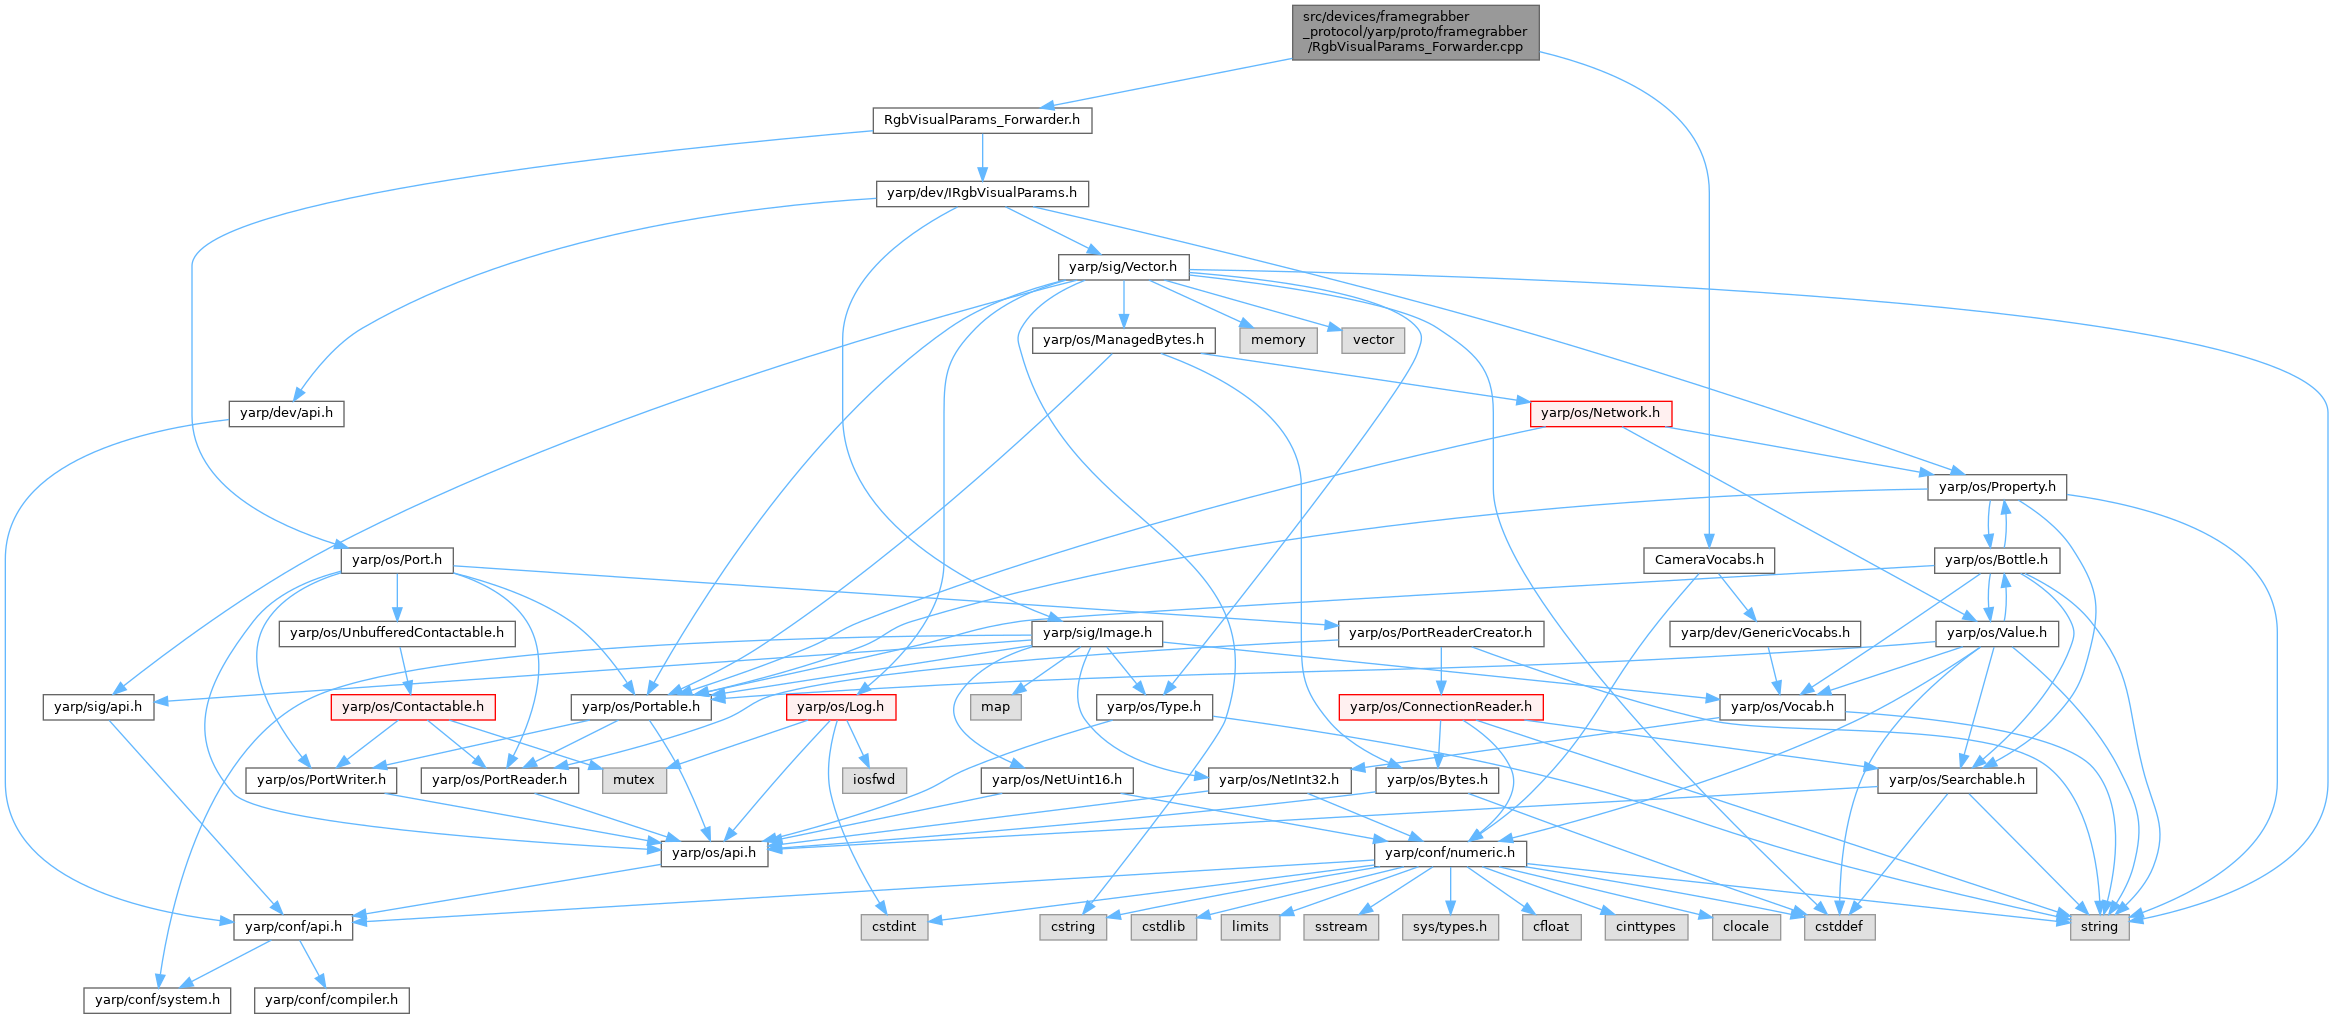 src/devices/framegrabber
_protocol/yarp/proto/framegrabber
/RgbVisualParams_Forwarder.cpp
RgbVisualParams_Forwarder.h
yarp/dev/IRgbVisualParams.h
yarp/sig/Vector.h
yarp/os/ManagedBytes.h
memory
vector
yarp/dev/api.h
yarp/os/Network.h
yarp/os/Property.h
yarp/os/Port.h
CameraVocabs.h
yarp/os/Bottle.h
yarp/os/UnbufferedContactable.h
yarp/sig/Image.h
yarp/os/PortReaderCreator.h
yarp/dev/GenericVocabs.h
yarp/os/Value.h
yarp/sig/api.h
yarp/os/Contactable.h
yarp/os/Portable.h
yarp/os/Log.h
map
yarp/os/Type.h
yarp/os/ConnectionReader.h
yarp/os/Vocab.h
yarp/os/PortWriter.h
yarp/os/PortReader.h
mutex
iosfwd
yarp/os/NetUint16.h
yarp/os/NetInt32.h
yarp/os/Bytes.h
yarp/os/Searchable.h
yarp/os/api.h
yarp/conf/numeric.h
yarp/conf/api.h
cstdint
cstring
cstdlib
limits
sstream
sys/types.h
cfloat
cinttypes
clocale
cstddef
string
yarp/conf/system.h
yarp/conf/compiler.h